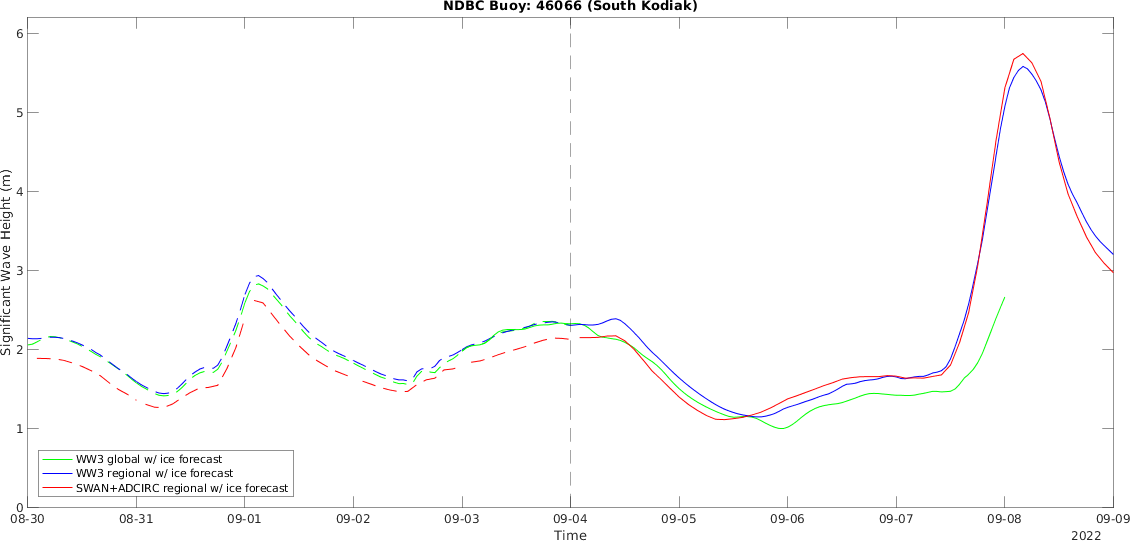 NDBC Buoy: 46066 (South Kodiak)
Significant Wave Height (m)
6
5
4
3
2
1
0
WW3 global w/ ice forecast
WW3 regional w/ ice forecast
SWAN+ADCIRC regional w/ ice forecast
08-30 08-31 09-01 09-02 09-03 09-04 09-05 09-06 09-07 09-08 09-09
Time
2022